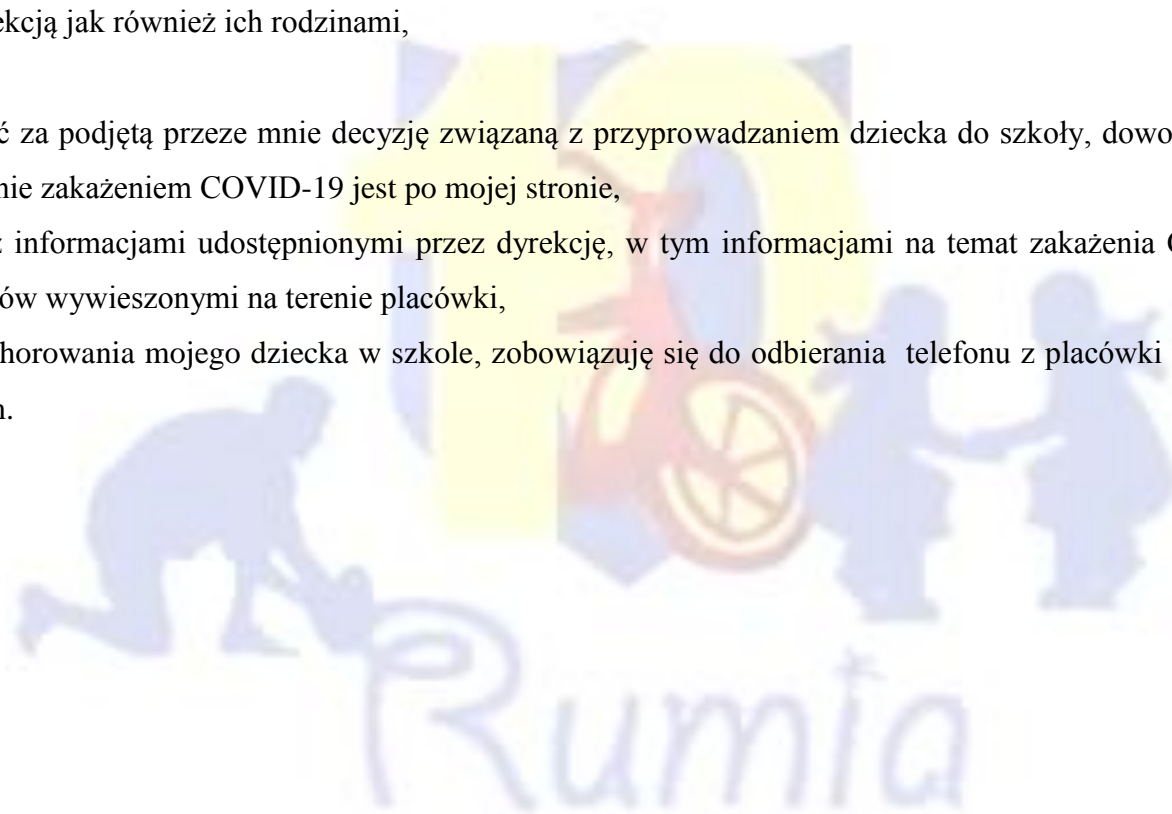 ekcją jak również ich rodzinami,
ć za podjętą przeze mnie decyzję związaną z przyprowadzaniem dziecka do szkoły, dowo
nie zakażeniem COVID-19 jest po mojej stronie,
z informacjami udostępnionymi przez dyrekcję, w tym informacjami na temat zakażenia
ów wywieszonymi na terenie placówki,
horowania mojego dziecka w szkole, zobowiązuję się do odbierania telefonu z placówki
.
10
Rumia